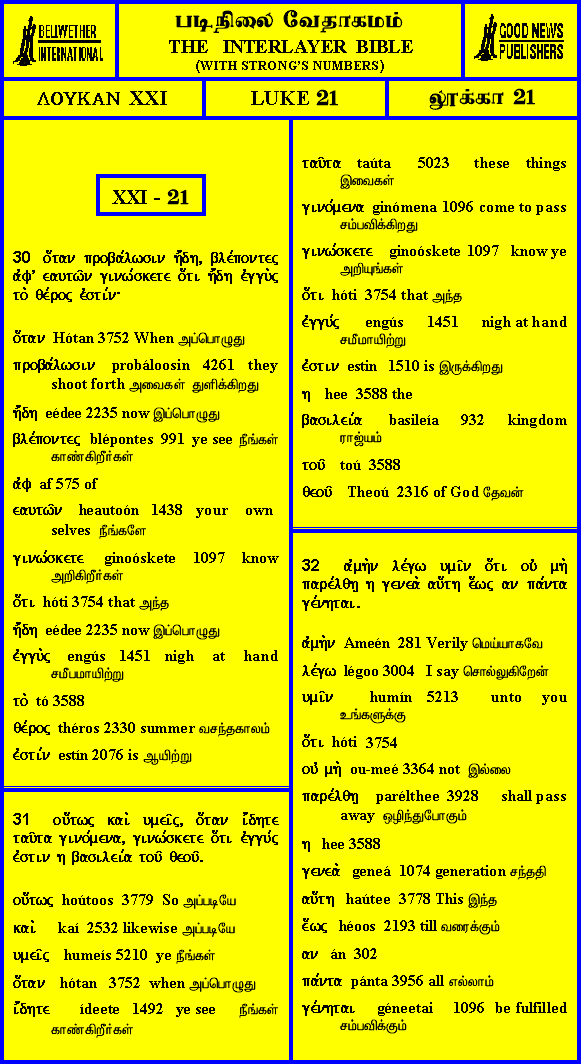 BELLWETHER
INTERNATIONAL
படிநிலை வேதாகமம்
THE INTERLAYER BIBLE
(WITH STRONG'S NUMBERS)
GOOD NEWS
PUBLISHERS
ΛΟΥΚΑΝ XXI
LUKE 21
லூக்கா 21
XXI - 21
30 ὅταν προβάλωσιν ἤδη, βλέποντες
ἀφ’ εαυτῶν γινώσκετε ὅτι ἤδη ἐγγὺς
τὸ θέρος ἐστίν·
ὅταν Hótan 3752 When அப்பொழுது
προβάλωσιν probáloosin 4261 they
shoot forth அவைகள் துளிக்கிறது
ἤδη eédee 2235 now இப்பொழுது
βλέποντες blépontes 991 ye see நீங்கள்
காண்கிறீர்கள்
ἀφ af 575 of
εαυτῶν heautoón 1438 your own
selves நீங்களே
γινώσκετε ginoóskete 1097 know
அறிகிறீர்கள்
ὅτι hóti 3754 that அந்த
ἤδη eédee 2235 now இப்பொழுது
ἐγγὺς engús 1451 nigh at hand
சமீபமாயிற்று
τὸ tó 3588
θέρος théros 2330 summer வசந்தகாலம்
ἐστίν estín 2076 is ஆயிற்று
31 οὕτως καὶ υμεῖς, ὅταν ἴδητε
ταῦτα γινόμενα, γινώσκετε ὅτι ἐγγύς
ἐστιν η βασιλεία τοῦ θεοῦ.
οὕτως hoútoos 3779 So அப்படியே
καὶ kaí 2532 likewise அப்படியே
υμεῖς humeís 5210 ye நீங்கள்
ὅταν hótan 3752 when அப்பொழுது
ἴδητε ídeete 1492 ye see நீங்கள்
காண்கிறீர்கள்
ταῦτα taúta 5023 these things
இவைகள்
γινόμενα ginómena 1096 come to pass
சம்பவிக்கிறது
γινώσκετε ginoóskete 1097 know ye
அறியுங்கள்
ὅτι hóti 3754 that அந்த
ἐγγύς engús 1451 nigh at hand
சமீமாயிற்று
ἐστιν estin 1510 is இருக்கிறது
η hee 3588 the
βασιλεία basileía 932 kingdom
ராஜ்யம்
τοῦ toú 3588
θεοῦ Theoú 2316 of God தேவன்
32 ἀμὴν λέγω υμῖν ὅτι οὐ μὴ
παρέλθῃ η γενεὰ αὕτη ἕως αν πάντα
γένηται.
ἀμὴν Ameén 281 Verily மெய்யாகவே
λέγω légoo 3004 I say சொல்லுகிறேன்
υμῖν humín 5213 unto you
உங்களுக்கு
ὅτι hóti 3754
οὐ μὴ ou-meé 3364 not இல்லை
παρέλθῃ parélthee 3928 shall pass
away ஒழிந்துபோகும்
η hee 3588
γενεὰ geneá 1074 generation சந்ததி
αὕτη haútee 3778 This இந்த
ἕως héoos 2193 till வரைக்கும்
αν án 302
πάντα pánta 3956 all எல்லாம்
γένηται géneetai 1096 be fulfilled
சம்பவிக்கும்